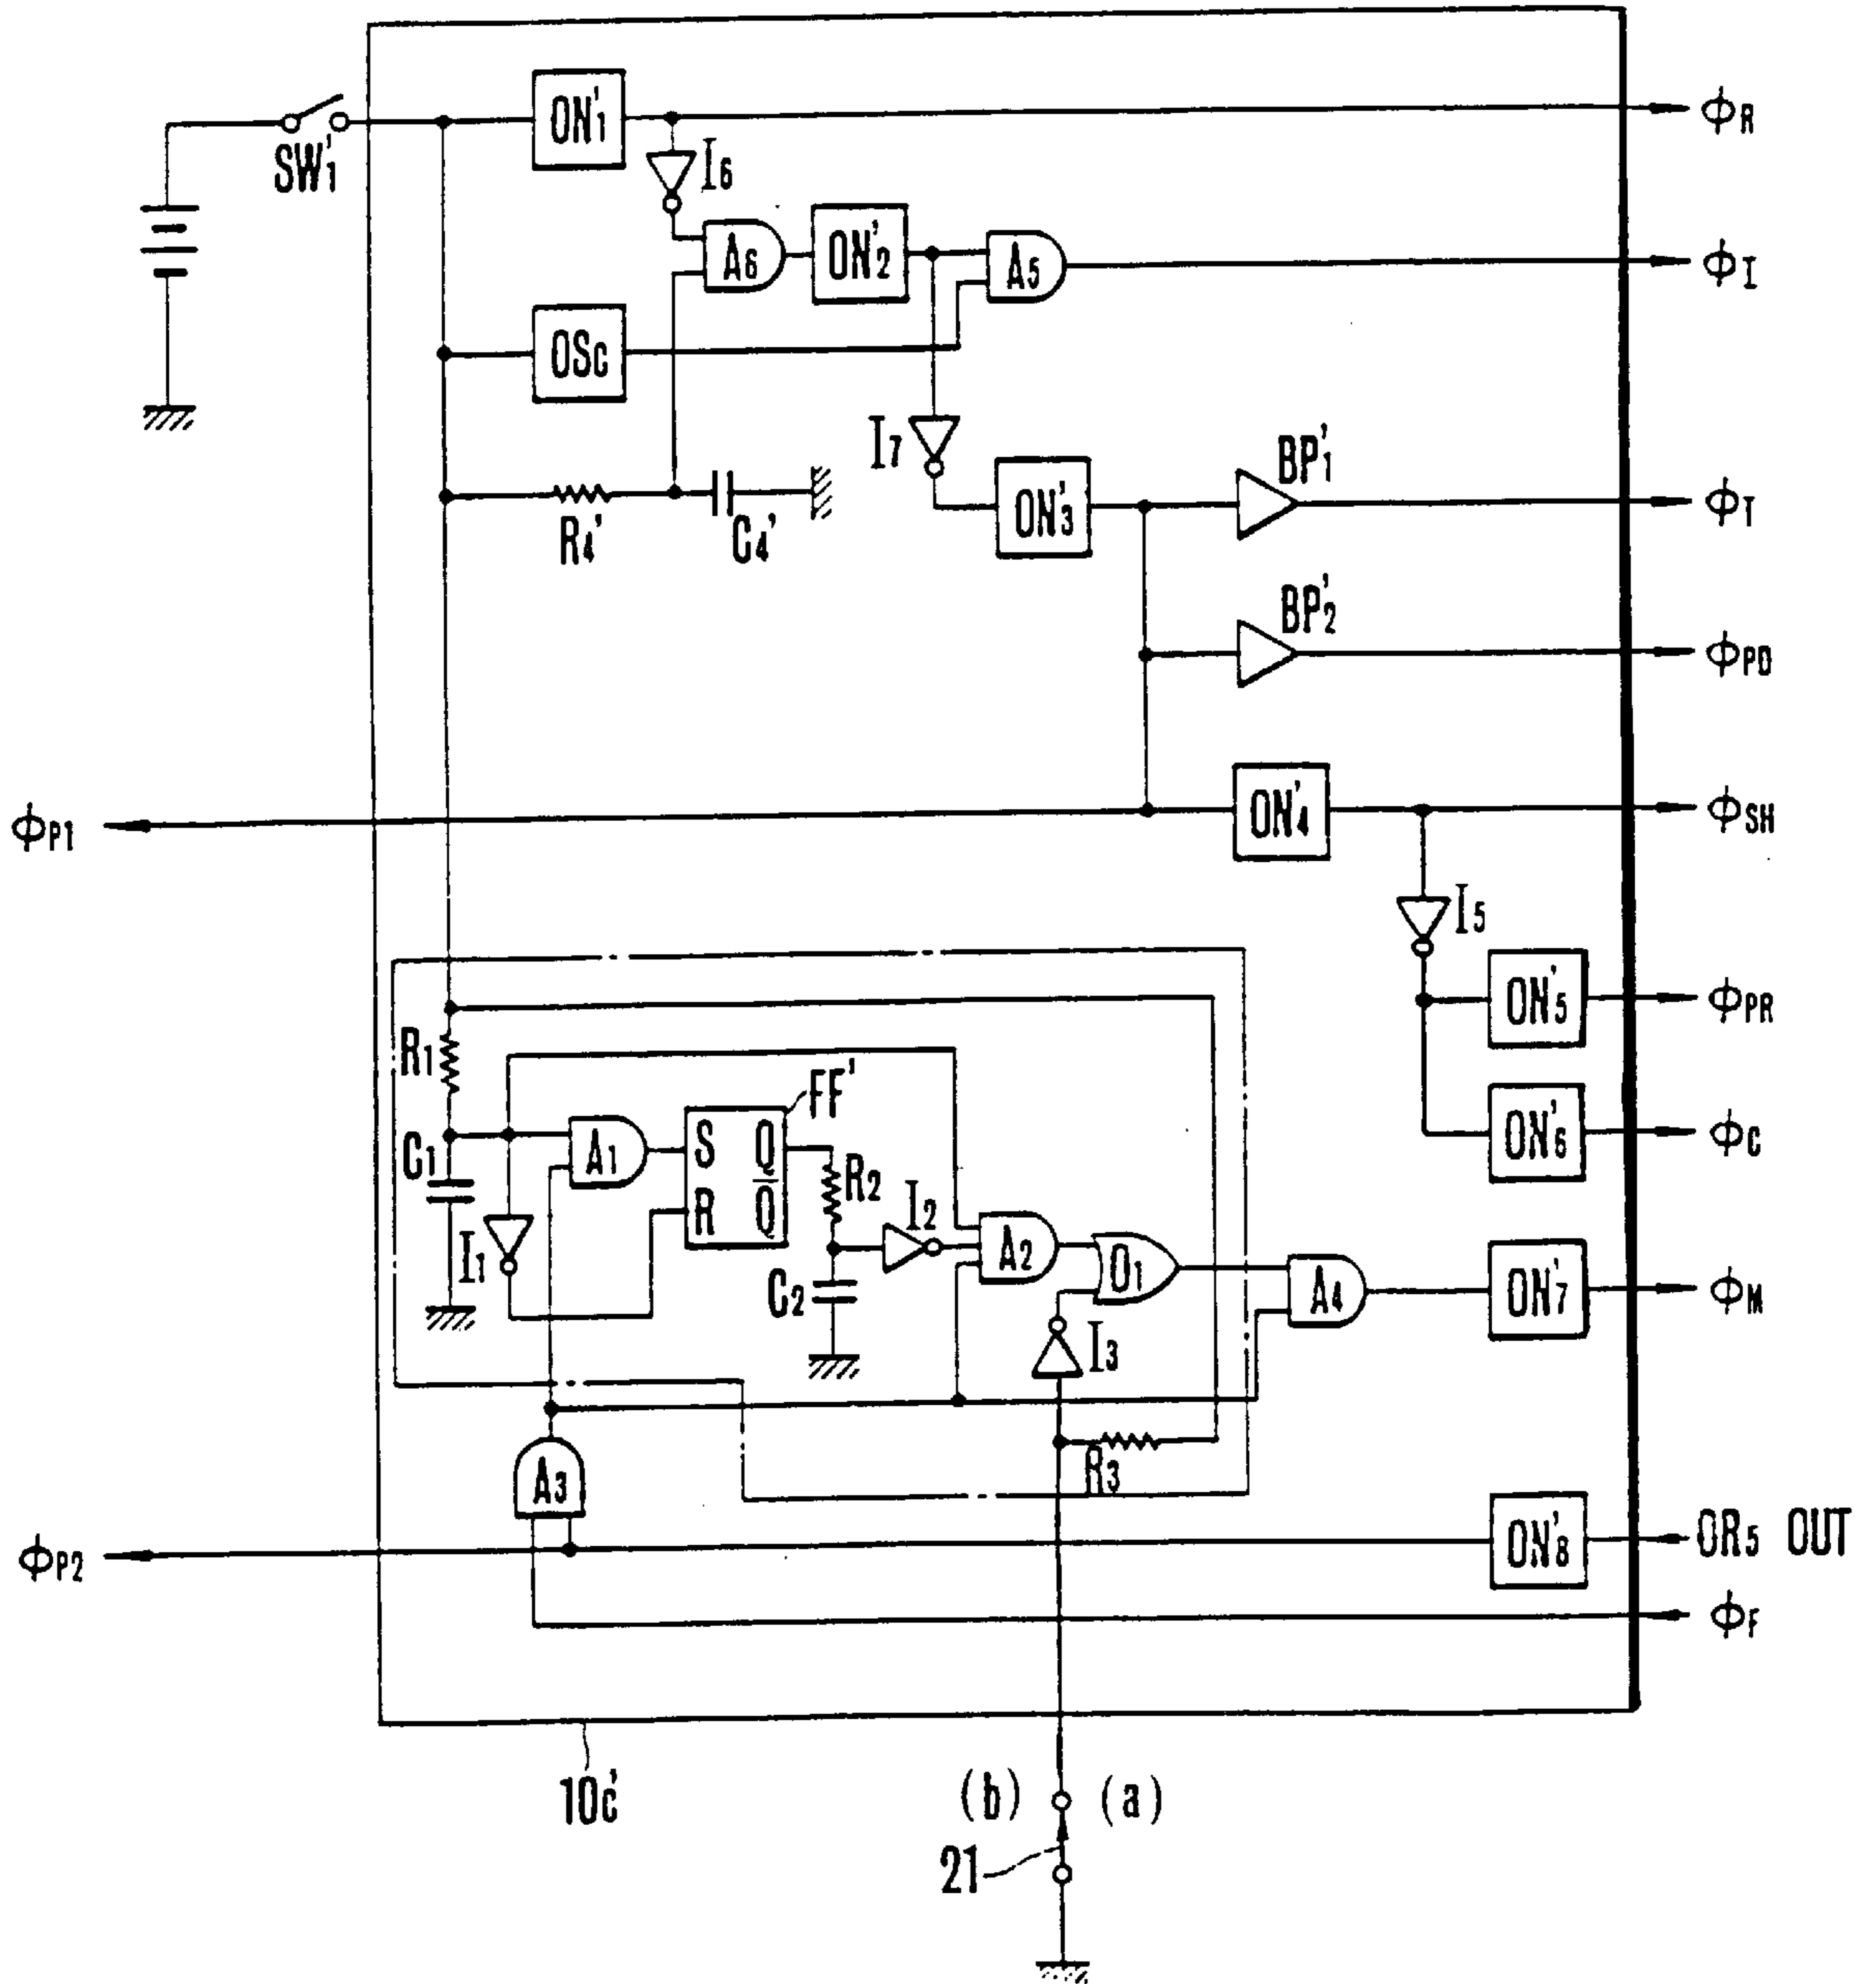 ON'1
ϕR
SW'1
I6
A6
ON'2
A5
ϕI
OSC
I7
BP'1
ON'3
ϕT
R4'
C4'
BP'2
ϕPD
ϕP1
ON'4
ϕSH
I5
ON'5
ϕPR
R1
FF'
C1
A1
S
Q
R2
ON'6
ϕC
R
Q̅
I2
I1
A2
O1
C2
A4
ON'7
ϕM
I3
R3
A3
ϕP2
ON'8
OR5 OUT
ϕF
10c'
(b)
(a)
21